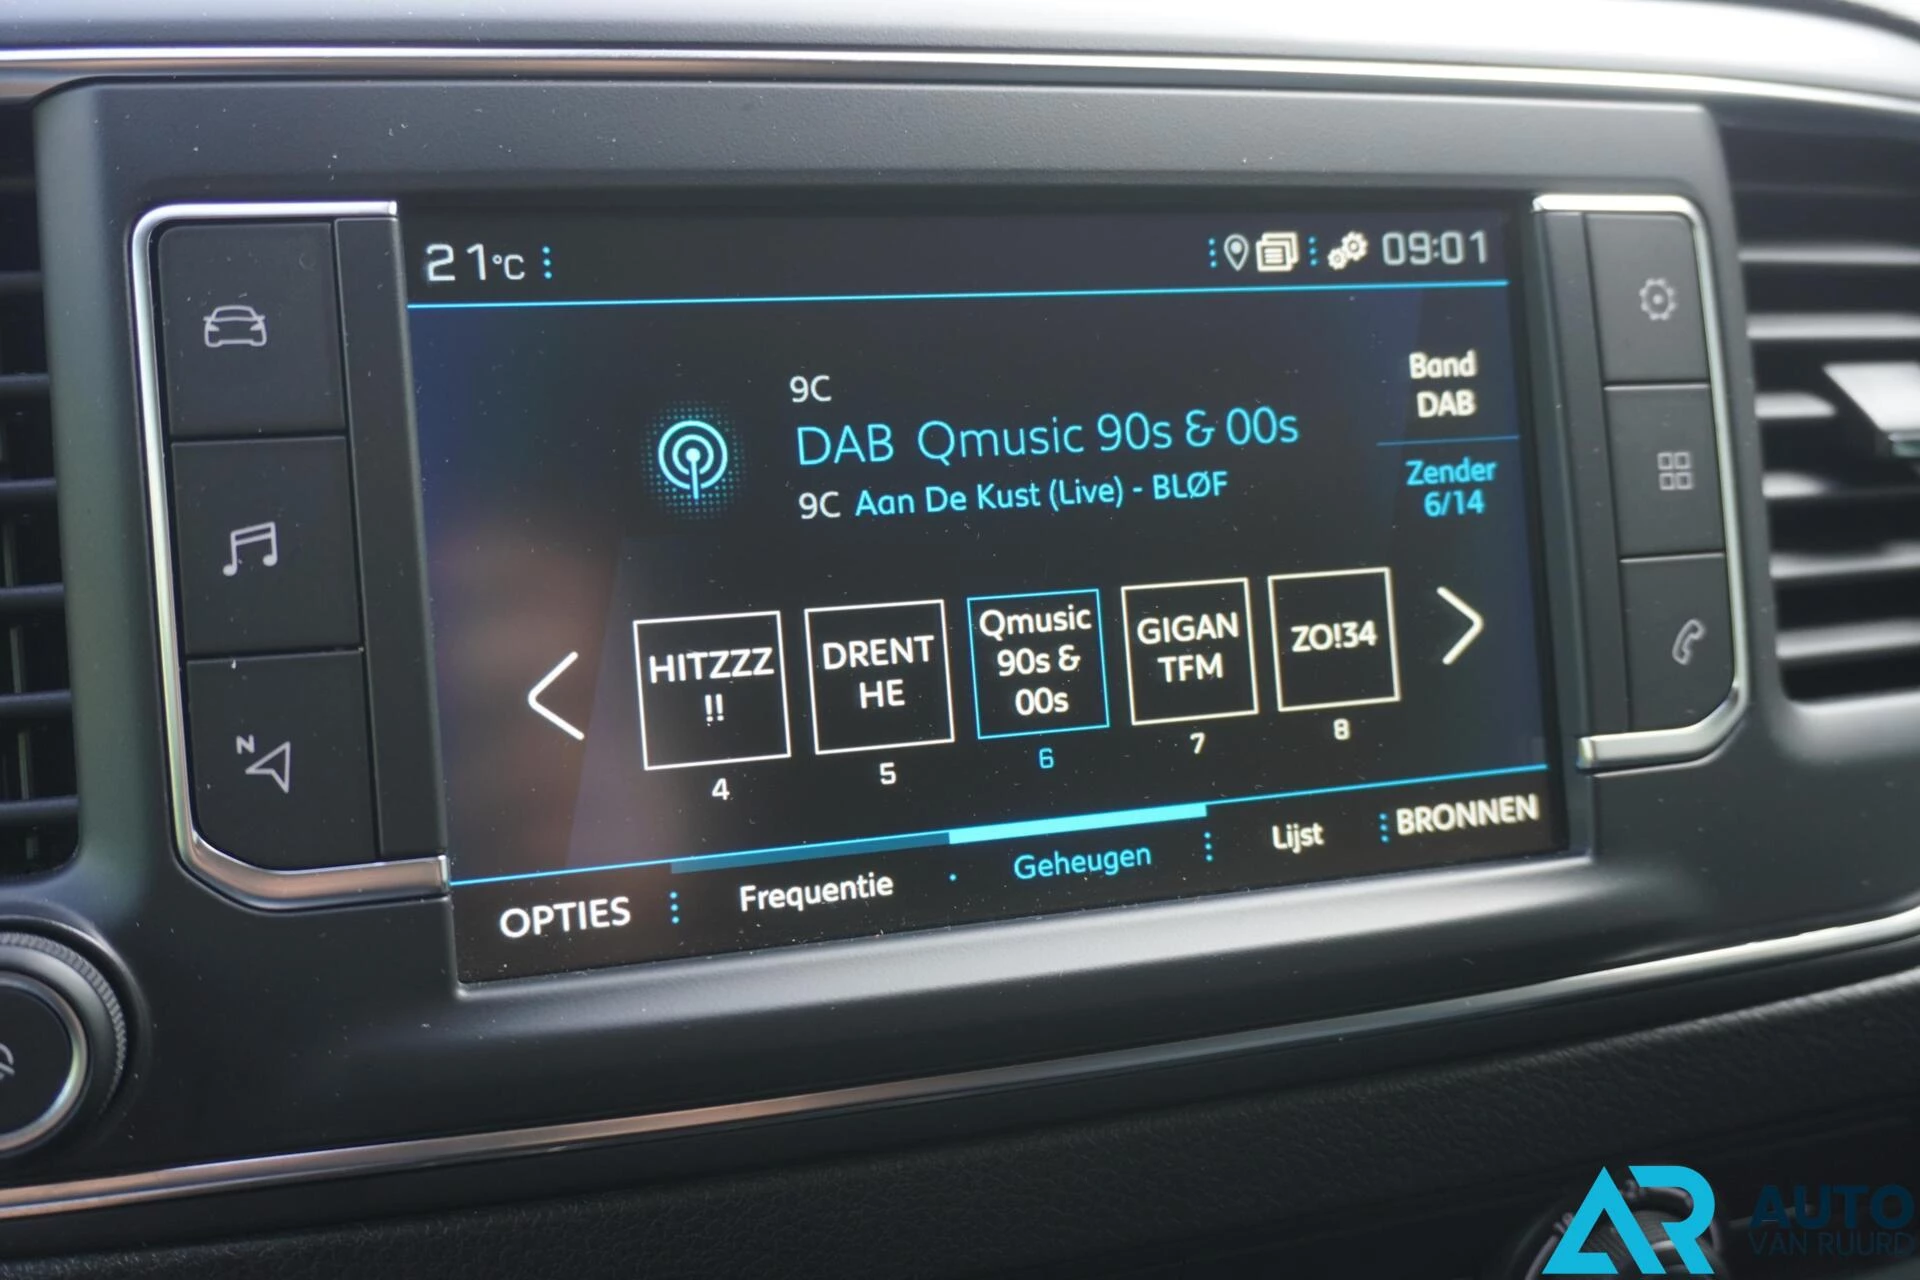 21°C
09:01
9C
DAB Qmusic 90s & 00s
9C Aan De Kust (Live) - BLØF
Band
DAB
Zender
6/14
HITZZZ
!!
4
DRENT
HE
5
Qmusic
90s &
00s
6
GIGAN
TFM
7
ZO!34
8
OPTIES
Frequentie
Geheugen
Lijst
BRONNEN
N
AR
AUTO
VAN RUURD